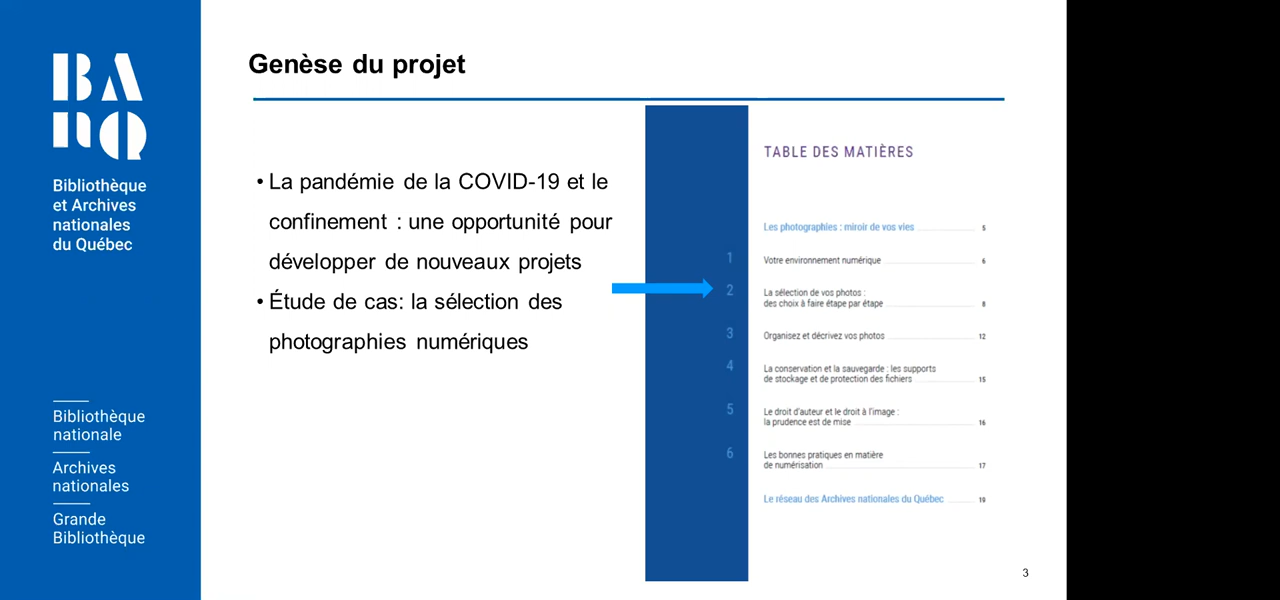 BAnQ
Bibliothèque
et Archives
nationales
du Québec
Bibliothèque
nationale
Archives
nationales
Grande
Bibliothèque
Genèse du projet
• La pandémie de la COVID-19 et le
confinement : une opportunité pour
développer de nouveaux projets
• Étude de cas: la sélection des
photographies numériques
TABLE DES MATIÈRES
Les photographies : miroir de vos vies 5
1 Votre environnement numérique 6
2 La sélection de vos photos :
des choix à faire étape par étape 8
3 Organisez et décrivez vos photos 12
4 La conservation et la sauvegarde : les supports
de stockage et de protection des fichiers 15
5 Le droit d'auteur et le droit à l'image :
la prudence est de mise 16
6 Les bonnes pratiques en matière
de numérisation 17
Le réseau des Archives nationales du Québec 19
3